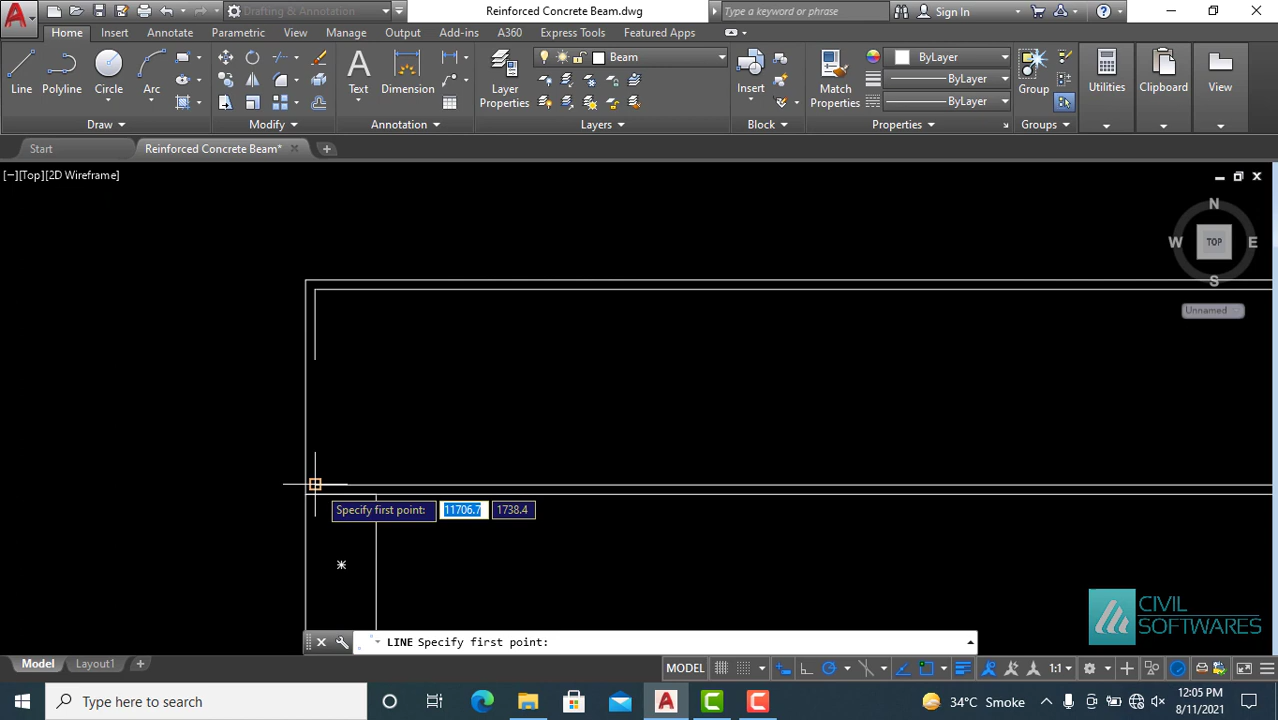 Drafting & Annotation
Reinforced Concrete Beam.dwg
Type a keyword or phrase
Sign In
Home
Insert
Annotate
Parametric
View
Manage
Output
Add-ins
A360
Express Tools
Featured Apps
Line
Polyline
Circle
Arc
Text
Dimension
Layer
Properties
Beam
Insert
Match
Properties
ByLayer
ByLayer
ByLayer
Group
Utilities
Clipboard
View
Draw
Modify
Annotation
Layers
Block
Properties
Groups
Start
Reinforced Concrete Beam*
[−][Top][2D Wireframe]
N
W
TOP
E
S
Unnamed
Specify first point:
11706.7
1738.4
CIVIL
SOFTWARES
LINE Specify first point:
Model
Layout1
MODEL
1:1
Type here to search
34°C Smoke
12:05 PM
8/11/2021